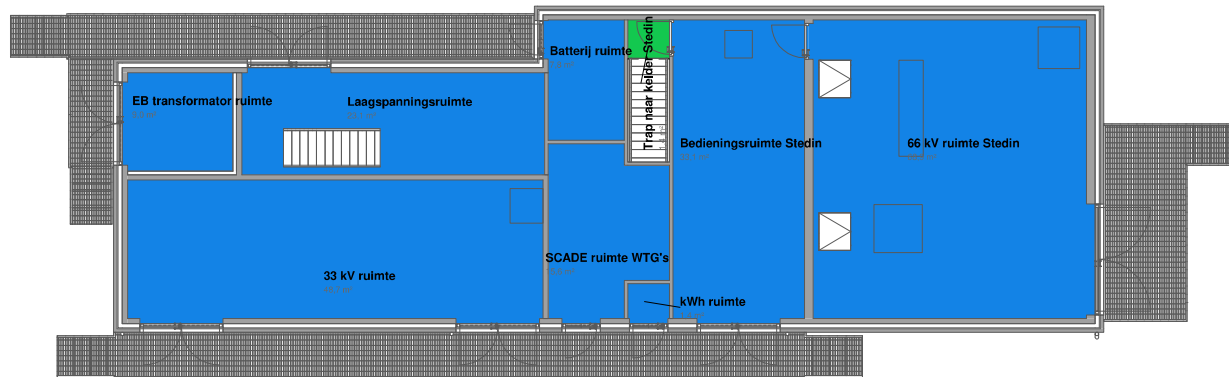 Batterij ruimte
Trap naar kelder Stedin
EB transformator ruimte
Laagspanningsruimte
Bedieningsruimte Stedin
66 kV ruimte Stedin
SCADE ruimte WTG's
33 kV ruimte
kWh ruimte